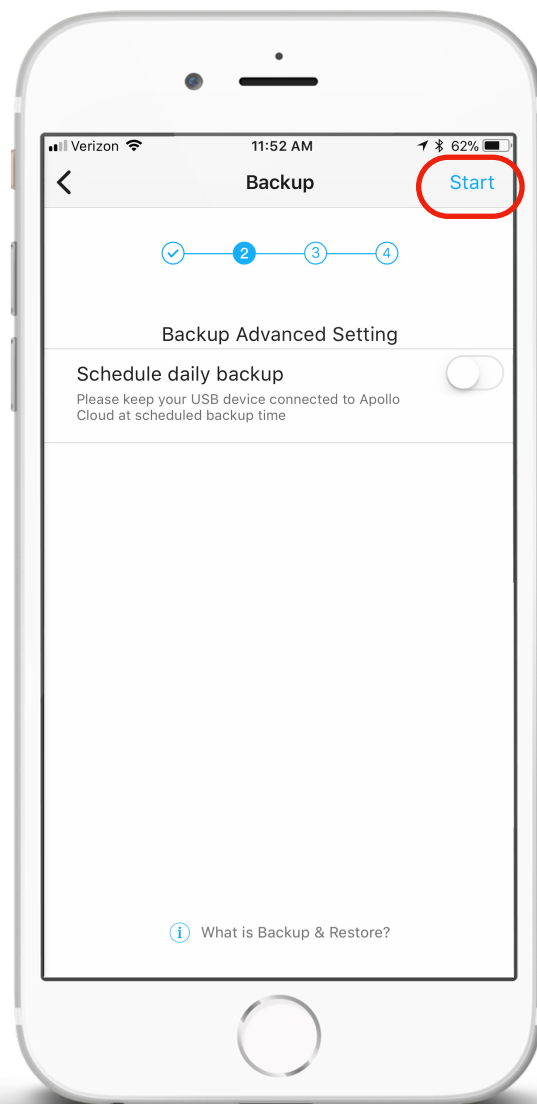 Verizon 11:52 AM 62%
Backup Start
2 3 4
Backup Advanced Setting
Schedule daily backup
Please keep your USB device connected to Apollo
Cloud at scheduled backup time
i What is Backup & Restore?